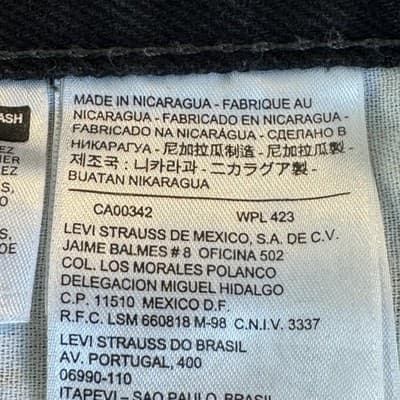 ASH
EZ
MER
EZ
S,
OE
S,
MADE IN NICARAGUA - FABRIQUE AU
NICARAGUA - FABRICADO EN NICARAGUA -
FABRICADO NA NICARÁGUA - СДЕЛАНО В
НИКАРАГУА - 尼加拉瓜制造 - 尼加拉瓜製 -
제조국 : 니카라과 - ニカラグア製 -
BUATAN NIKARAGUA
CA00342 WPL 423
LEVI STRAUSS DE MEXICO, S.A. DE C.V.
JAIME BALMES # 8 OFICINA 502
COL. LOS MORALES POLANCO
DELEGACION MIGUEL HIDALGO
C.P. 11510 MEXICO D.F.
R.F.C. LSM 660818 M-98 C.N.I.V. 3337
LEVI STRAUSS DO BRASIL
AV. PORTUGAL, 400
06990-110
ITAPEVI - SAO PAULO, BRASIL